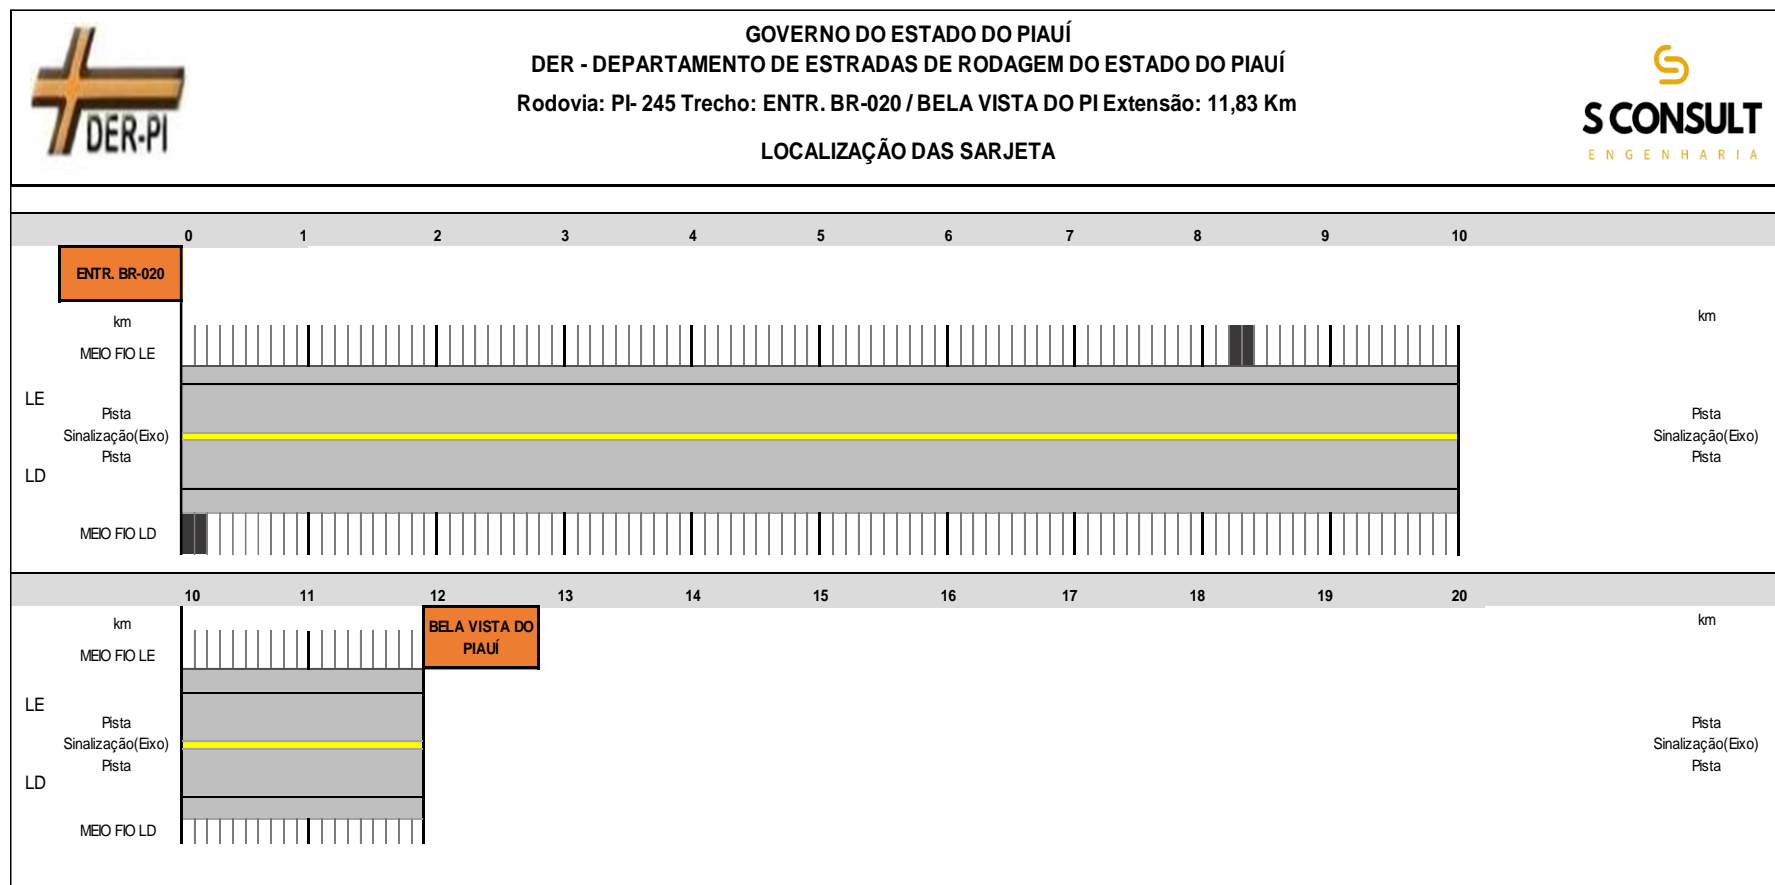 GOVERNO DO ESTADO DO PIAUÍ
DER - DEPARTAMENTO DE ESTRADAS DE RODAGEM DO ESTADO DO PIAUÍ
Rodovia: PI- 245 Trecho: ENTR. BR-020 / BELA VISTA DO PI Extensão: 11,83 Km
LOCALIZAÇÃO DAS SARJETA
DER-PI
S CONSULT
ENGENHARIA
0 1 2 3 4 5 6 7 8 9 10
ENTR. BR-020
km km
MEIO FIO LE
LE
Pista Pista
Sinalização(Eixo) Sinalização(Eixo)
Pista Pista
LD
MEIO FIO LD
10 11 12 13 14 15 16 17 18 19 20
km BELA VISTA DO km
PIAUÍ
MEIO FIO LE
LE
Pista Pista
Sinalização(Eixo) Sinalização(Eixo)
Pista Pista
LD
MEIO FIO LD